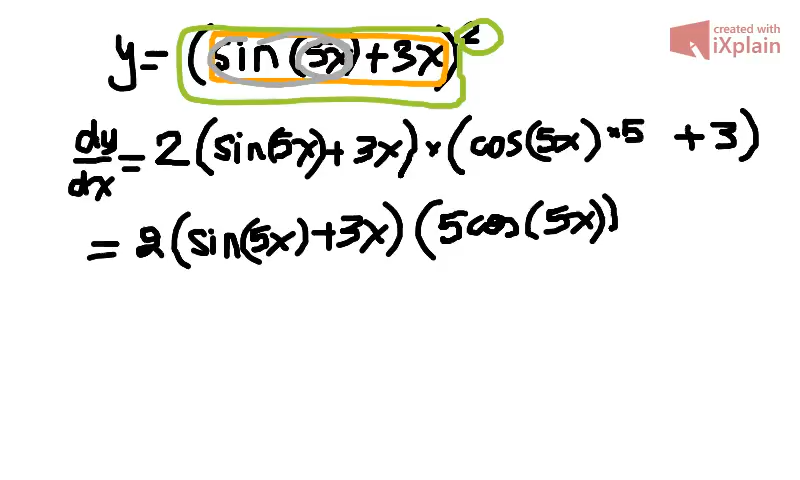 created with
iXplain
y = (sin(5x) + 3x)²
dy/dx = 2(sin(5x) + 3x) × (cos(5x) × 5 + 3)
= 2(sin(5x) + 3x)(5cos(5x))